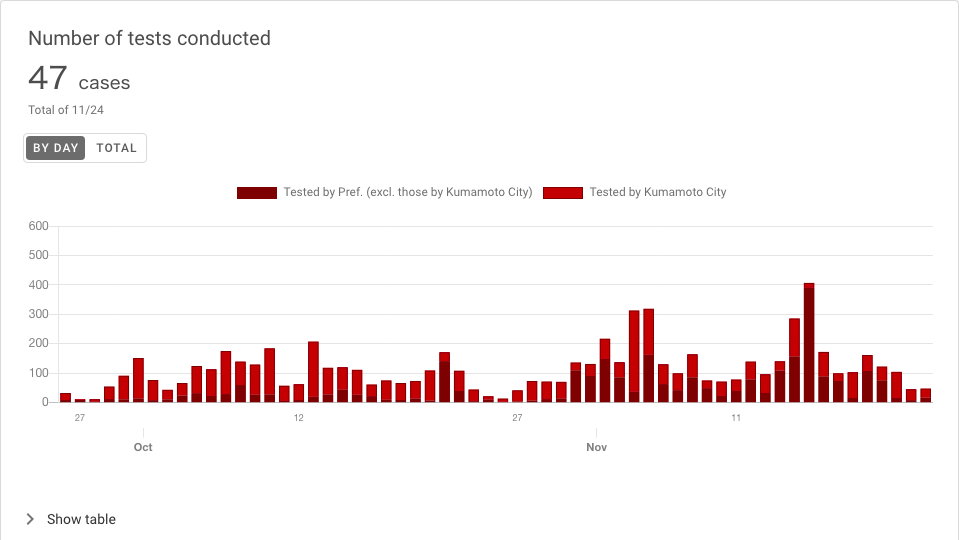 Number of tests conducted
47 cases
Total of 11/24
BY DAY TOTAL
Tested by Pref. (excl. those by Kumamoto City) Tested by Kumamoto City
600
500
400
300
200
100
0
27 12 27 11
Oct Nov
Show table